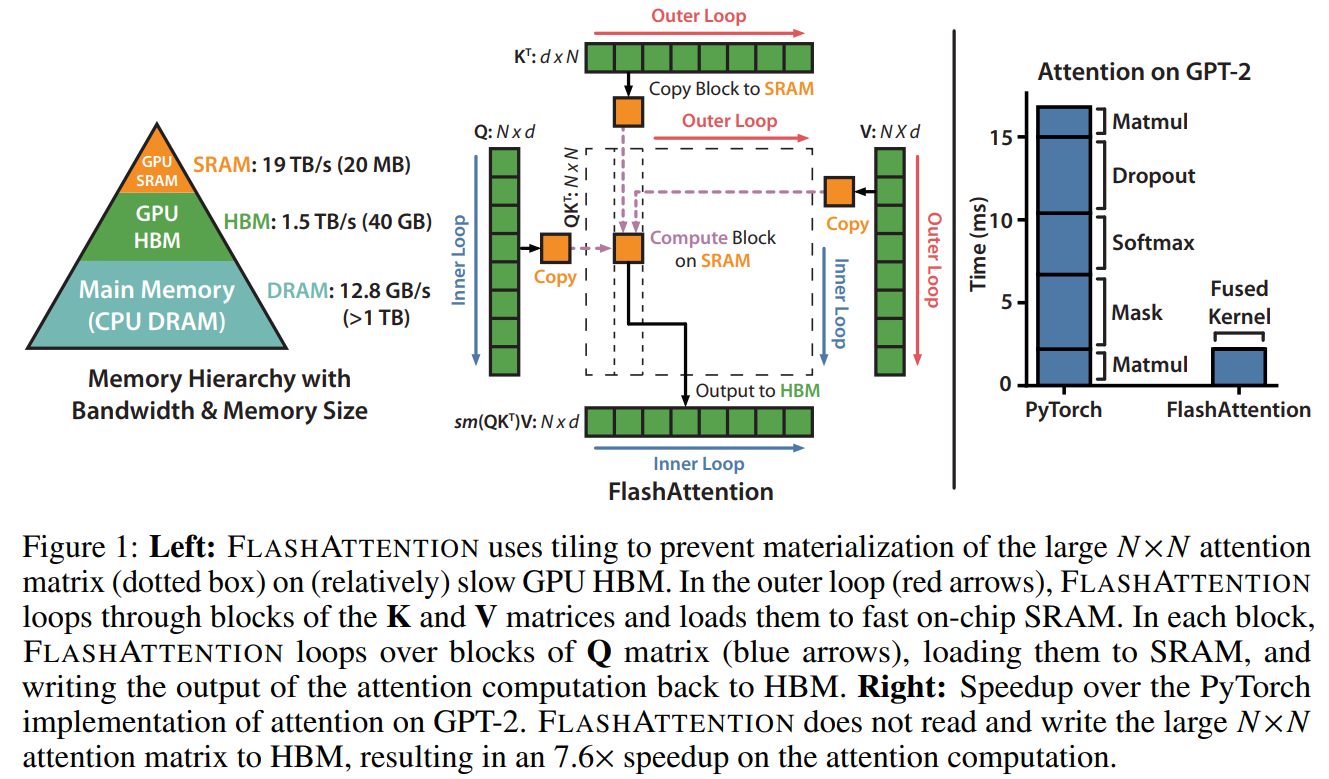 GPU
SRAM
SRAM: 19 TB/s (20 MB)
GPU
HBM
HBM: 1.5 TB/s (40 GB)
Main Memory
(CPU DRAM)
DRAM: 12.8 GB/s
(>1 TB)
Memory Hierarchy with
Bandwidth & Memory Size
Outer Loop
Kᵀ: d x N
Copy Block to SRAM
Outer Loop
Q: N x d
V: N X d
QKᵀ: N x N
Inner Loop
Copy
Compute Block
on SRAM
Copy
Inner Loop
Outer Loop
Output to HBM
sm(QKᵀ)V: N x d
Inner Loop
FlashAttention
Attention on GPT-2
Time (ms)
15
10
5
0
Matmul
Dropout
Softmax
Mask
Matmul
Fused
Kernel
PyTorch
FlashAttention
Figure 1: Left: FLASHATTENTION uses tiling to prevent materialization of the large N×N attention
matrix (dotted box) on (relatively) slow GPU HBM. In the outer loop (red arrows), FLASHATTENTION
loops through blocks of the K and V matrices and loads them to fast on-chip SRAM. In each block,
FLASHATTENTION loops over blocks of Q matrix (blue arrows), loading them to SRAM, and
writing the output of the attention computation back to HBM. Right: Speedup over the PyTorch
implementation of attention on GPT-2. FLASHATTENTION does not read and write the large N×N
attention matrix to HBM, resulting in an 7.6× speedup on the attention computation.